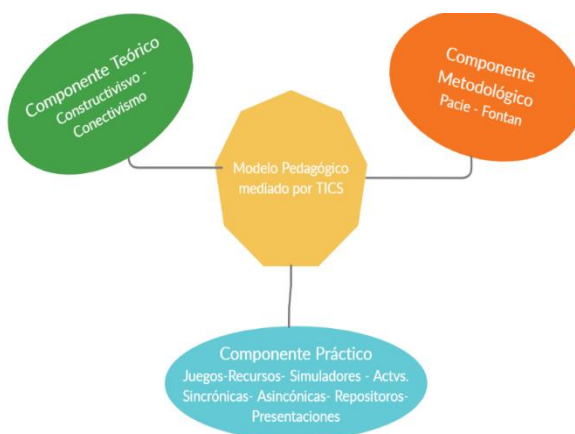 Componente Teórico
Constructivisvo -
Conectivismo
Componente
Metodológico
Pacie - Fontan
Modelo Pedagógico
mediado por TICS
Componente Práctico
Juegos-Recursos- Simuladores - Actvs.
Sincrónicas- Asincónicas- Repositoros-
Presentaciones